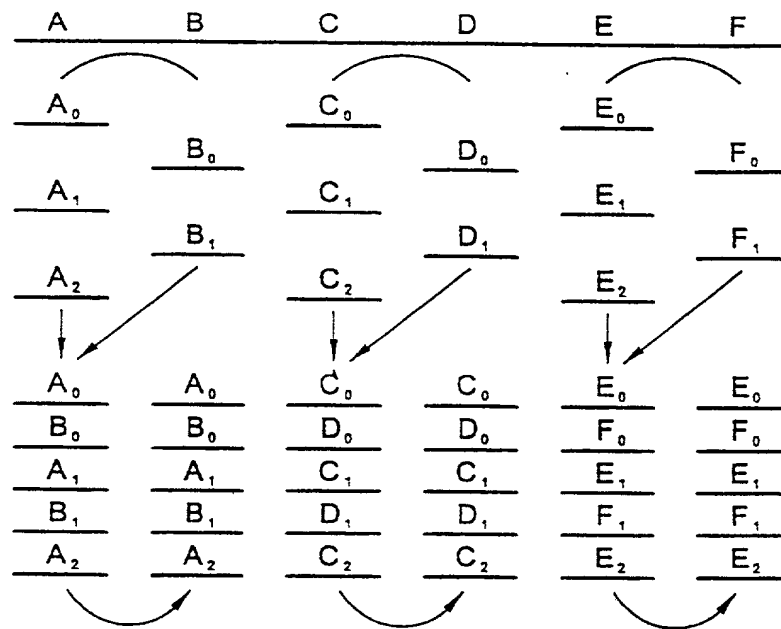 A B C D E F
A₀ C₀ E₀
B₀ D₀ F₀
A₁ C₁ E₁
B₁ D₁ F₁
A₂ C₂ E₂
A₀ A₀ C₀ C₀ E₀ E₀
B₀ B₀ D₀ D₀ F₀ F₀
A₁ A₁ C₁ C₁ E₁ E₁
B₁ B₁ D₁ D₁ F₁ F₁
A₂ A₂ C₂ C₂ E₂ E₂